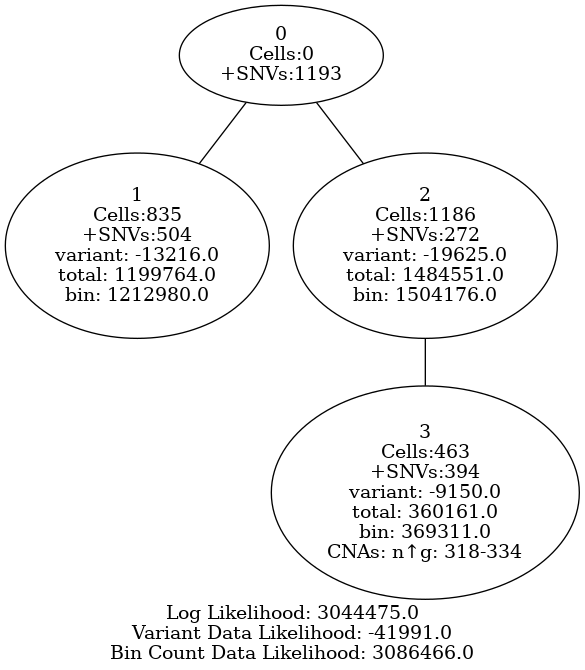 0
Cells:0
+SNVs:1193
1
Cells:835
+SNVs:504
variant: -13216.0
total: 1199764.0
bin: 1212980.0
2
Cells:1186
+SNVs:272
variant: -19625.0
total: 1484551.0
bin: 1504176.0
3
Cells:463
+SNVs:394
variant: -9150.0
total: 360161.0
bin: 369311.0
CNAs: n↑g: 318-334
Log Likelihood: 3044475.0
Variant Data Likelihood: -41991.0
Bin Count Data Likelihood: 3086466.0